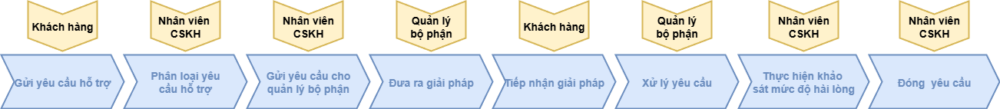 Khách hàng
Nhân viên
CSKH
Nhân viên
CSKH
Quản lý
bộ phận
Khách hàng
Quản lý
bộ phận
Nhân viên
CSKH
Nhân viên
CSKH
Gửi yêu cầu hỗ trợ
Phân loại yêu
cầu hỗ trợ
Gửi yêu cầu cho
quản lý bộ phận
Đưa ra giải pháp
Tiếp nhận giải pháp
Xử lý yêu cầu
Thực hiện khảo
sát mức độ hài lòng
Đóng yêu cầu